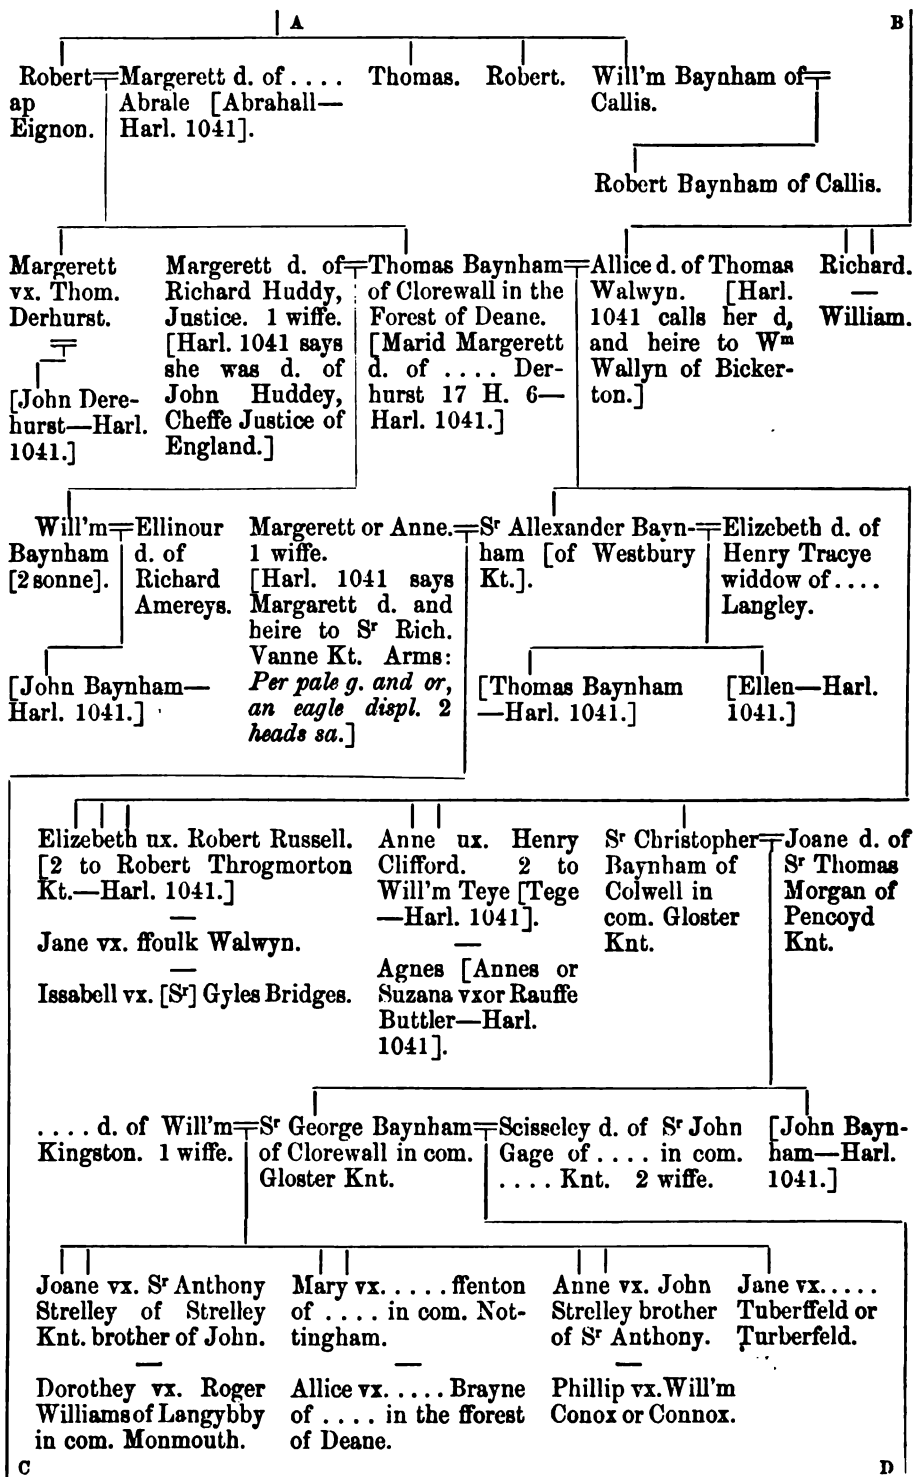 A
B
Robert=Margerett d. of . . . .
ap Abrale [Abrahall—
Eignon. Harl. 1041].
Thomas.
Robert.
Will'm Baynham of=
Callis.
Robert Baynham of Callis.
Margerett
vx. Thom.
Derhurst.
=
[John Dere-
hurst—Harl.
1041.]
Margerett d. of=
Richard Huddy,
Justice. 1 wiffe.
[Harl. 1041 says
she was d. of
John Huddey,
Cheffe Justice of
England.]
Thomas Baynham=
of Clorewall in the
Forest of Deane.
[Marid Margerett
d. of . . . . Der-
hurst 17 H. 6—
Harl. 1041.]
Allice d. of Thomas
Walwyn. [Harl.
1041 calls her d,
and heire to Wm
Wallyn of Bicker-
ton.]
Richard.
—
William.
Will'm=
Baynham
[2 sonne].
Ellinour
d. of
Richard
Amereys.
[John Baynham—
Harl. 1041.]
Margerett or Anne.=
1 wiffe.
[Harl. 1041 says
Margarett d. and
heire to Sr Rich.
Vanne Kt. Arms:
Per pale g. and or,
an eagle displ. 2
heads sa.]
Sr Allexander Bayn-=
ham [of Westbury
Kt.].
Elizebeth d. of
Henry Tracye
widdow of . . . .
Langley.
[Thomas Baynham
—Harl. 1041.]
[Ellen—Harl.
1041.]
Elizebeth ux. Robert Russell.
[2 to Robert Throgmorton
Kt.—Harl. 1041.]
—
Jane vx. ffoulk Walwyn.
—
Issabell vx. [Sr] Gyles Bridges.
Anne ux. Henry
Clifford. 2 to
Will'm Teye [Tege
—Harl. 1041].
—
Agnes [Annes or
Suzana vxor Rauffe
Buttler—Harl.
1041].
Sr Christopher=
Baynham of
Colwell in
com. Gloster
Knt.
Joane d. of
Sr Thomas
Morgan of
Pencoyd
Knt.
. . . . d. of Will'm=
Kingston. 1 wiffe.
Sr George Baynham=
of Clorewall in com.
Gloster Knt.
Scisseley d. of Sr John
Gage of . . . . in com.
. . . . Knt. 2 wiffe.
[John Bayn-
ham—Harl.
1041.]
Joane vx. Sr Anthony
Strelley of Strelley
Knt. brother of John.
—
Dorothey vx. Roger
Williams of Langybby
in com. Monmouth.
Mary vx. . . . . ffenton
of . . . . in com. Not-
tingham.
—
Allice vx. . . . . Brayne
of . . . . in the fforest
of Deane.
Anne vx. John
Strelley brother
of Sr Anthony.
—
Phillip vx. Will'm
Conox or Connox.
Jane vx. . . . .
Tuberffeld or
Turberfeld.
C
D